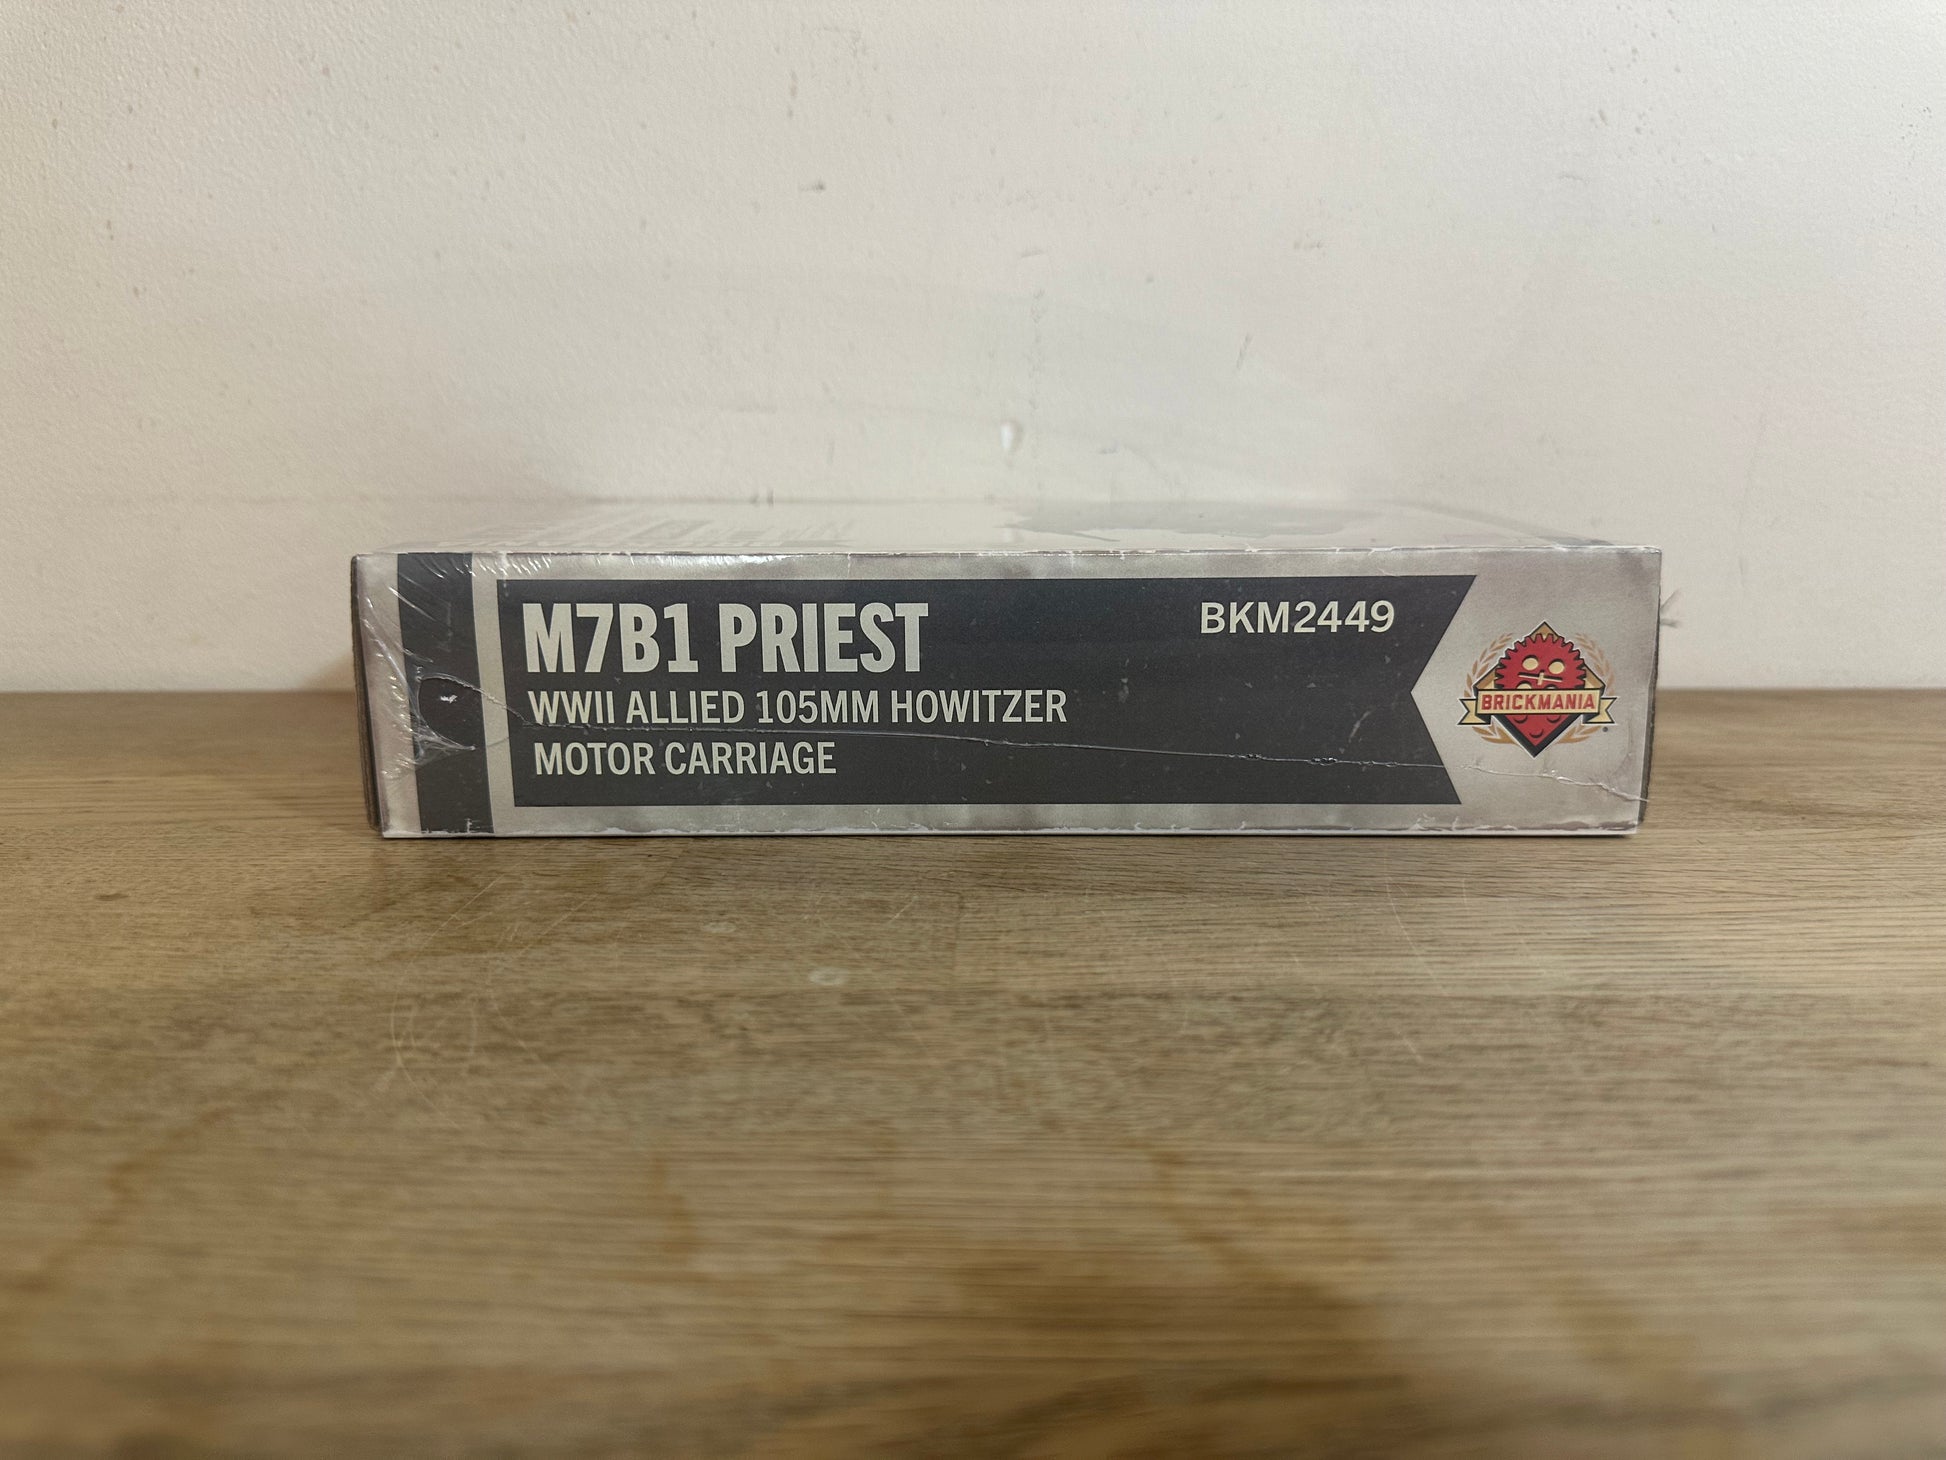 M7B1 PRIEST
BKM2449
WWII ALLIED 105MM HOWITZER
MOTOR CARRIAGE
BRICKMANIA